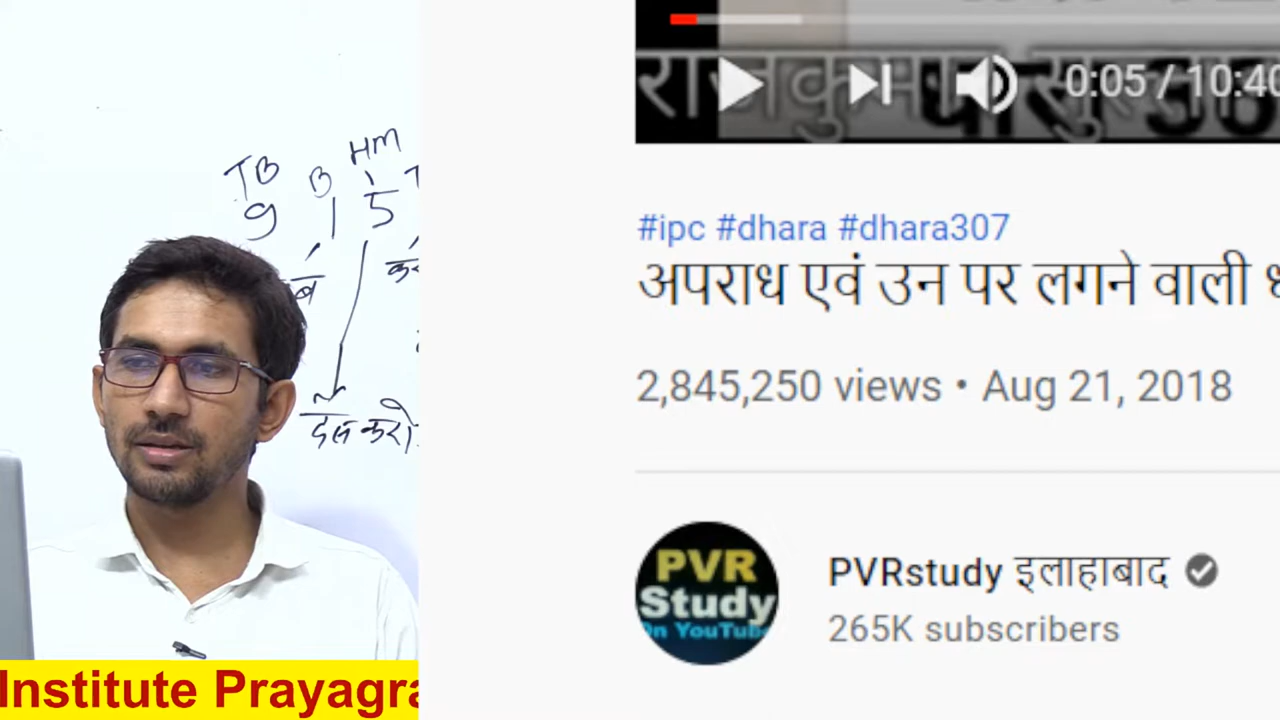 TB B HM
9 1 5
दस करो
Institute Prayagra
0:05 / 10:40
#ipc #dhara #dhara307
अपराध एवं उन पर लगने वाली
2,845,250 views • Aug 21, 2018
PVR
Study
On YouTube
PVRstudy इलाहाबाद
265K subscribers